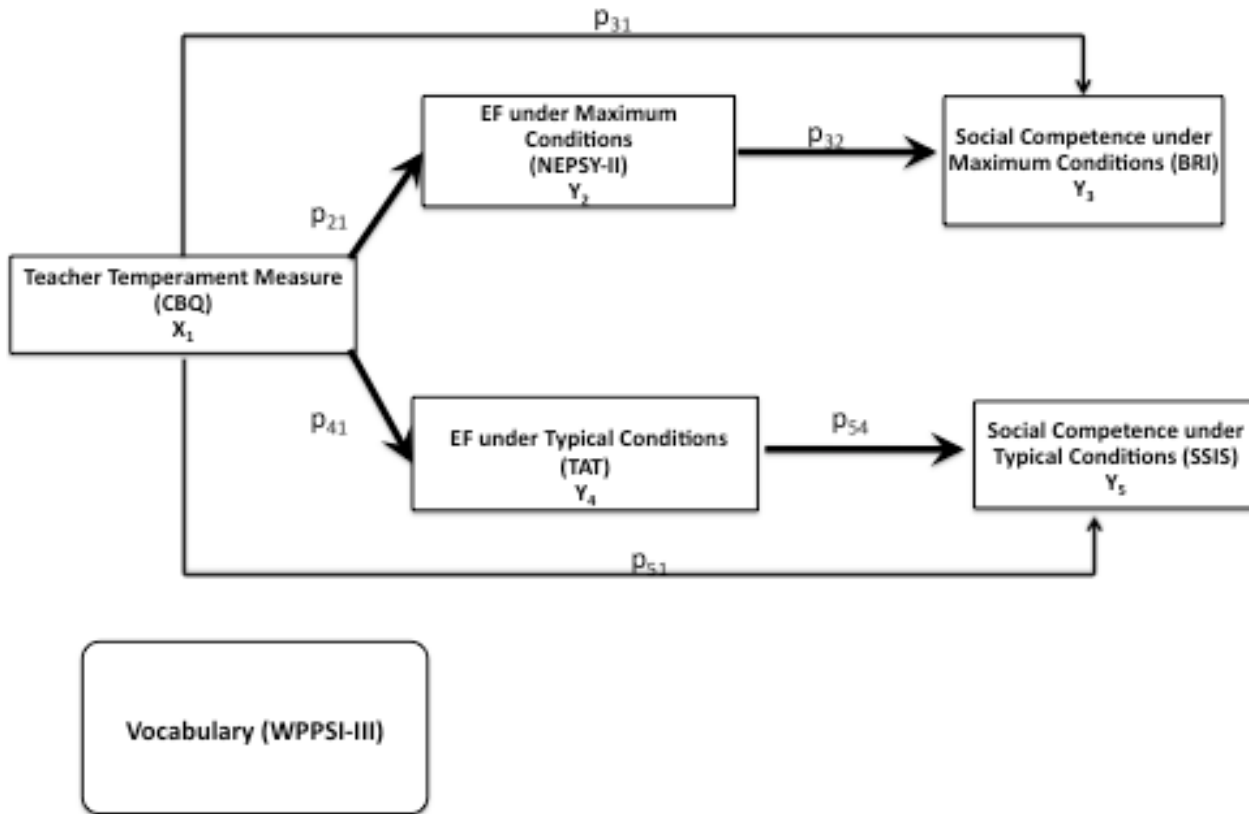 p₃₁
EF under Maximum
Conditions
(NEPSY-II)
Y₂
p₃₂
Social Competence under
Maximum Conditions (BRI)
Y₃
p₂₁
Teacher Temperament Measure
(CBQ)
X₁
p₄₁
EF under Typical Conditions
(TAT)
Y₄
p₅₄
Social Competence under
Typical Conditions (SSIS)
Y₅
p₅₁
Vocabulary (WPPSI-III)